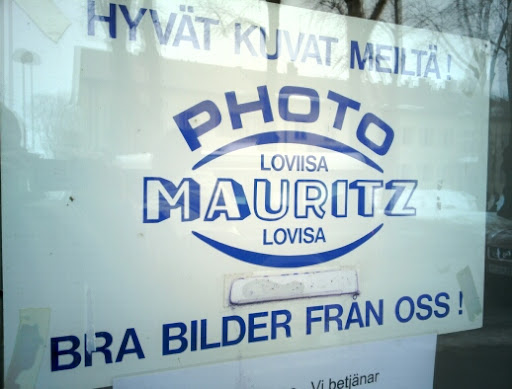 HYVÄT KUVAT MEILTÄ!
PHOTO
LOVIISA
MAURITZ
LOVISA
BRA BILDER FRÅN OSS!
Vi betjänar